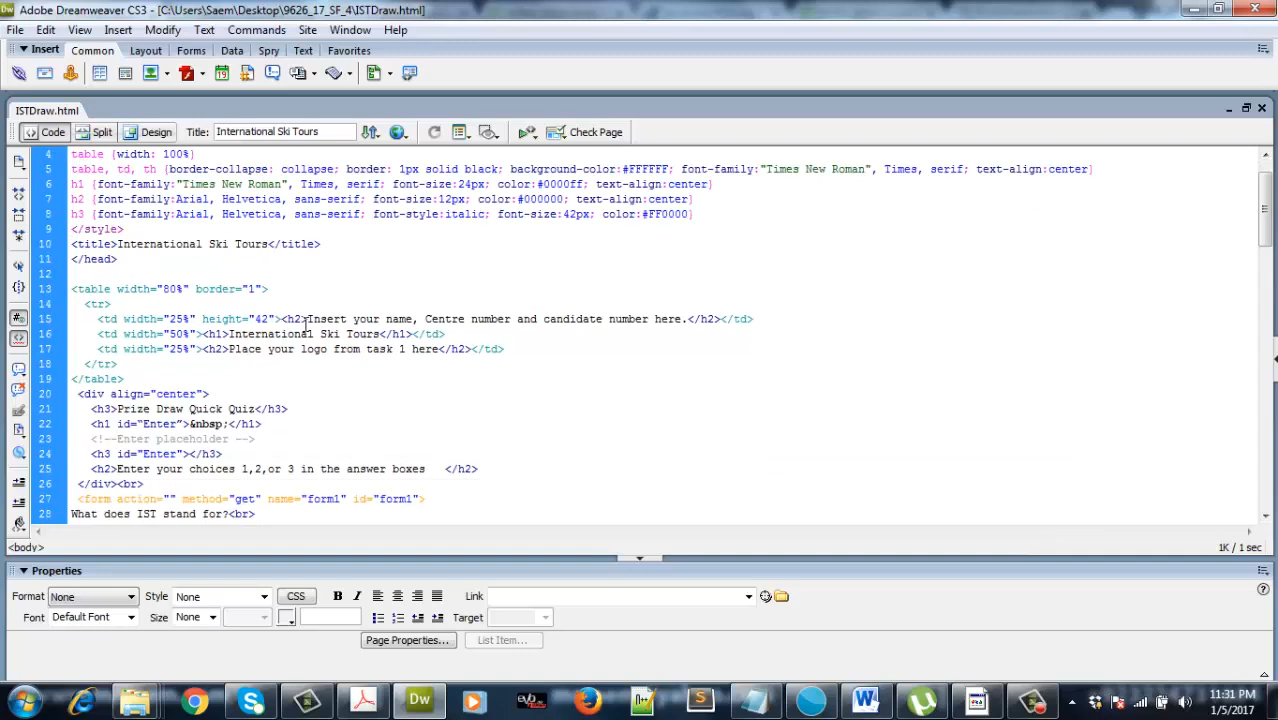 Adobe Dreamweaver CS3 - [C:\Users\Saem\Desktop\9626_17_SF_4\ISTDraw.html]
File Edit View Insert Modify Text Commands Site Window Help
Insert Common Layout Forms Data Spry Text Favorites
ISTDraw.html
Code Split Design Title: International Ski Tours Check Page
4 table {width: 100%}
5 table, td, th {border-collapse: collapse; border: 1px solid black; background-color:#FFFFFF; font-family:"Times New Roman", Times, serif; text-align:center}
6 h1 {font-family:"Times New Roman", Times, serif; font-size:24px; color:#0000ff; text-align:center}
7 h2 {font-family:Arial, Helvetica, sans-serif; font-size:12px; color:#000000; text-align:center}
8 h3 {font-family:Arial, Helvetica, sans-serif; font-style:italic; font-size:42px; color:#FF0000}
9 </style>
10 <title>International Ski Tours</title>
11 </head>
12
13 <table width="80%" border="1">
14 <tr>
15 <td width="25%" height="42"><h2>Insert your name, Centre number and candidate number here.</h2></td>
16 <td width="50%"><h1>International Ski Tours</h1></td>
17 <td width="25%"><h2>Place your logo from task 1 here</h2></td>
18 </tr>
19 </table>
20 <div align="center">
21 <h3>Prize Draw Quick Quiz</h3>
22 <h1 id=“Enter”>&nbsp;</h1>
23 <!--Enter placeholder -->
24 <h3 id="Enter"></h3>
25 <h2>Enter your choices 1,2,or 3 in the answer boxes </h2>
26 </div><br>
27 <form action="" method="get" name="form1" id="form1">
28 What does IST stand for?<br>
<body> 1K / 1 sec
Properties
Format None Style None CSS B I Link
Font Default Font Size None Target
Page Properties... List Item...
11:31 PM
1/5/2017